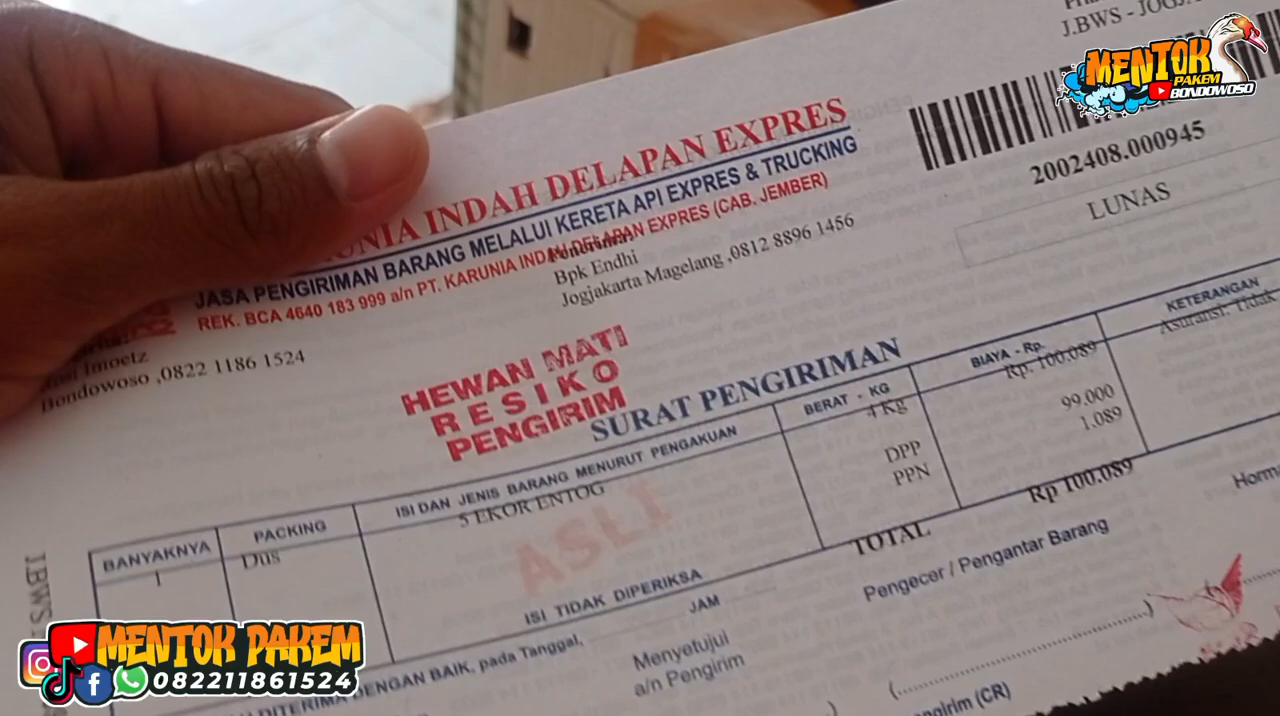 J.BWS - JOGJA
MENTOK
PAKEM
BONDOWOSO
KARUNIA INDAH DELAPAN EXPRES
JASA PENGIRIMAN BARANG MELALUI KERETA API EXPRES & TRUCKING
REK. BCA 4640 183 999 a/n PT. KARUNIA INDAH DELAPAN EXPRES (CAB. JEMBER)
2002408.000945
LUNAS
Penerima:
Bpk Endhi
Jogjakarta Magelang ,0812 8896 1456
Imoetz
Bondowoso ,0822 1186 1524
HEWAN MATI
RESIKO
PENGIRIM
SURAT PENGIRIMAN
BANYAKNYA PACKING ISI DAN JENIS BARANG MENURUT PENGAKUAN BERAT - KG BIAYA - Rp. KETERANGAN
1 Dus 5 EKOR ENTOG 4 Kg Rp. 100.089 Asuransi: Tidak
DPP 99.000
PPN 1.089
ASLI
ISI TIDAK DIPERIKSA
TOTAL Rp 100.089
DITERIMA DENGAN BAIK, pada Tanggal, JAM
Menyetujui
a/n Pengirim
Pengecer / Pengantar Barang
Horm
(CR)
J.BWS
MENTOK PAKEM
082211861524